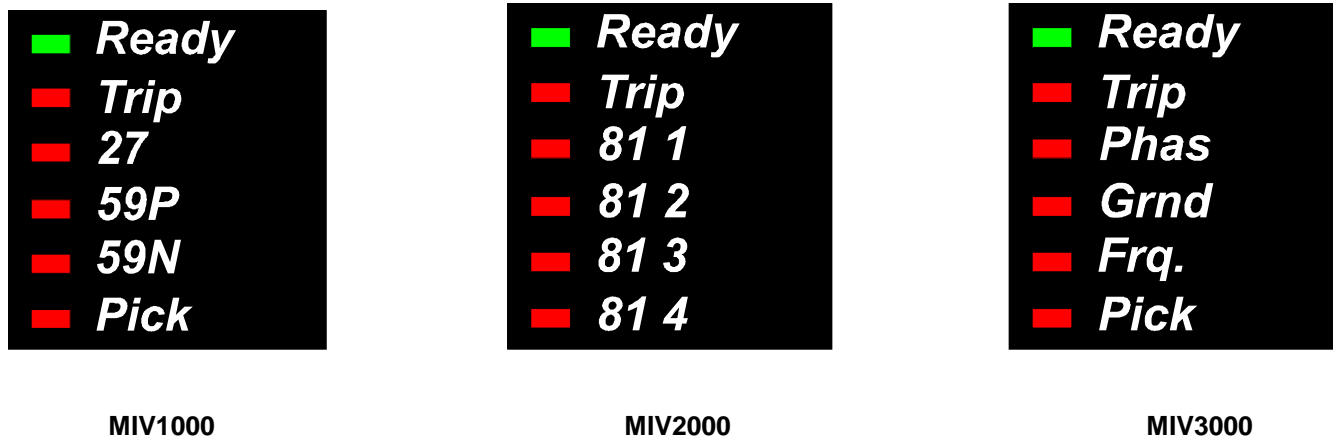 Ready
Trip
27
59P
59N
Pick
MIV1000
Ready
Trip
81 1
81 2
81 3
81 4
MIV2000
Ready
Trip
Phas
Grnd
Frq.
Pick
MIV3000